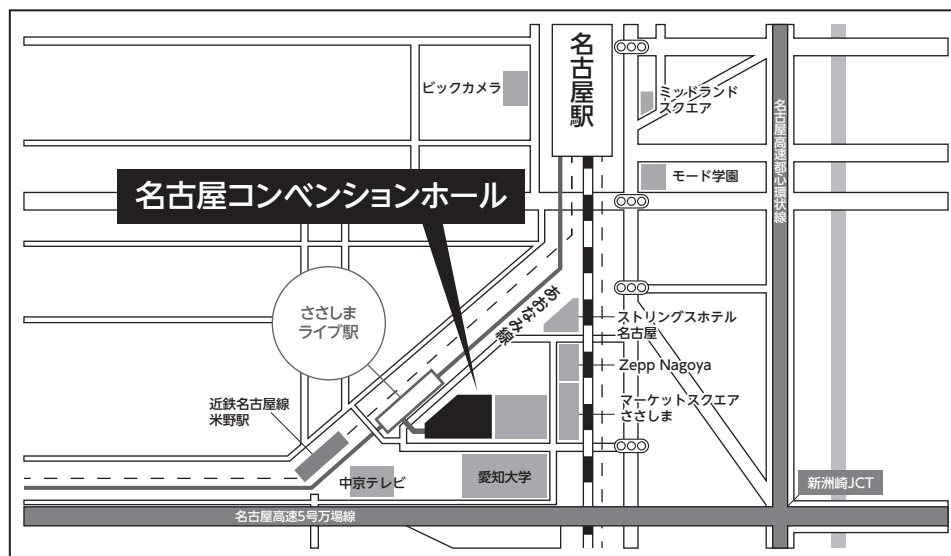 名古屋駅
ビックカメラ
ミッドランド
スクエア
名古屋高速都心環状線
モード学園
名古屋コンベンションホール
ささしま
ライブ駅
あおなみ線
ストリングスホテル
名古屋
Zepp Nagoya
マーケットスクエア
ささしま
近鉄名古屋線
米野駅
中京テレビ
愛知大学
新洲崎JCT
名古屋高速5号万場線